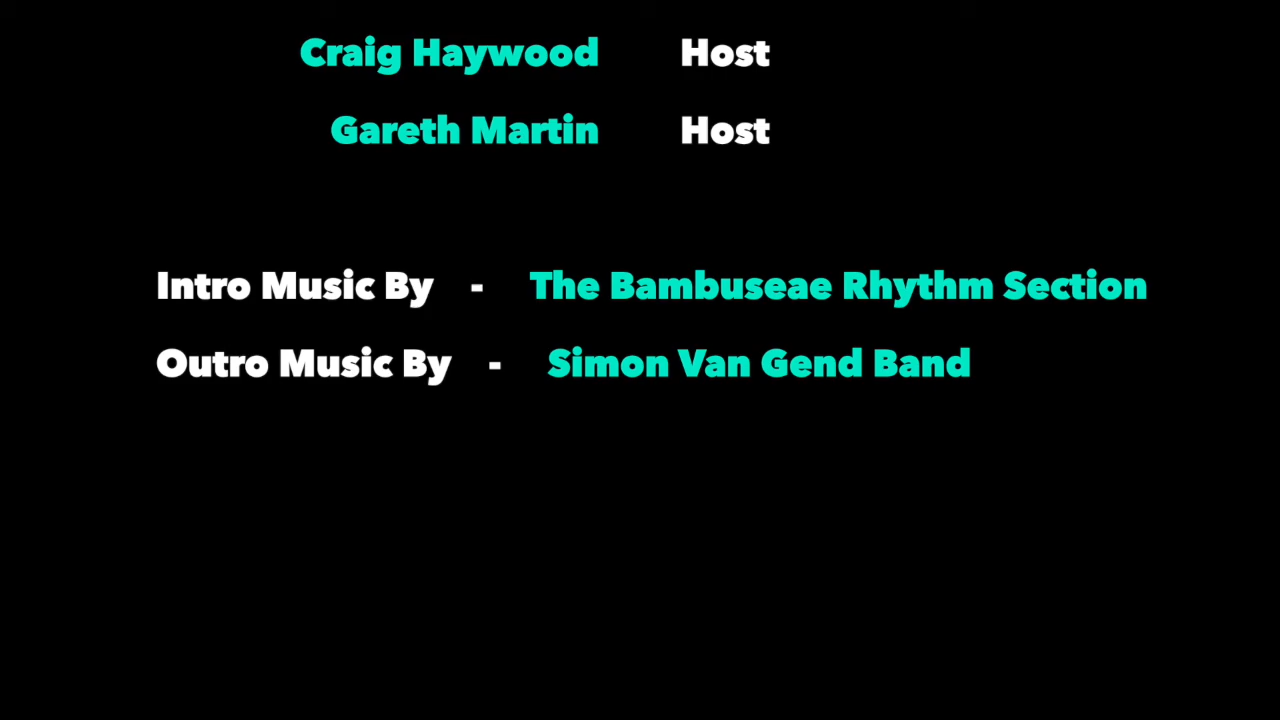 Craig Haywood Host
Gareth Martin Host
Intro Music By - The Bambuseae Rhythm Section
Outro Music By - Simon Van Gend Band